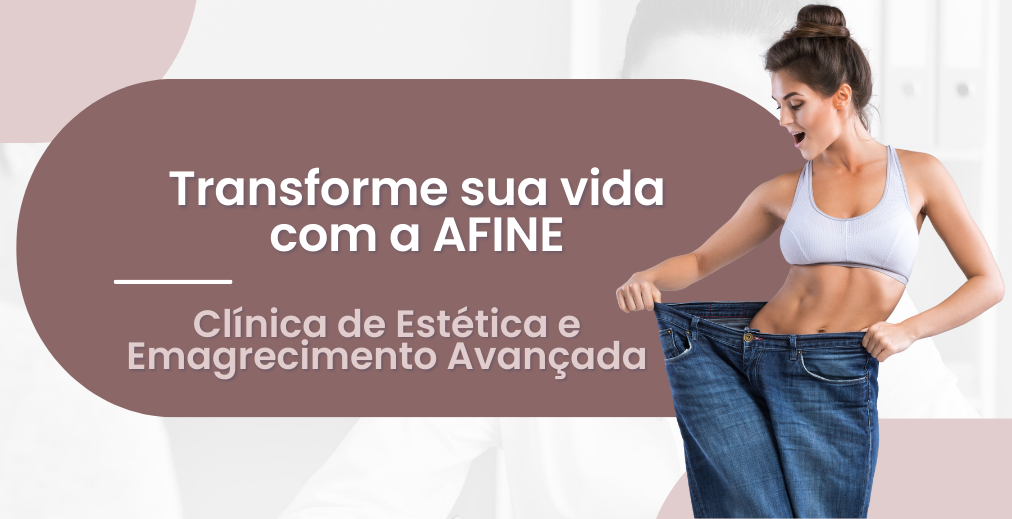 Transforme sua vida
com a AFINE
Clínica de Estética e
Emagrecimento Avançada